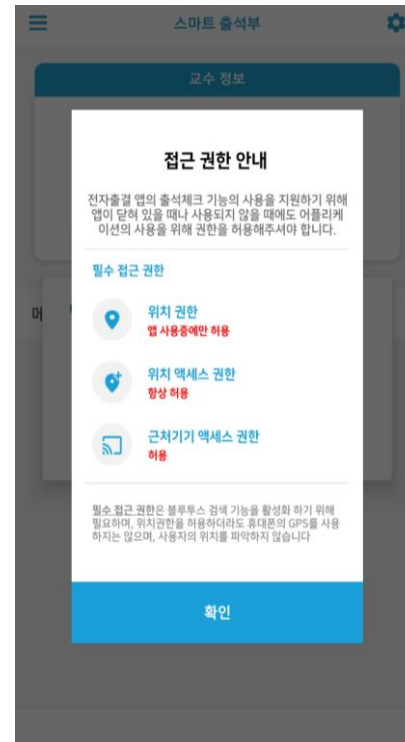 스마트 출석부
교수 정보
접근 권한 안내
전자출결 앱의 출석체크 기능의 사용을 지원하기 위해
앱이 닫혀 있을 때나 사용되지 않을 때에도 어플리케
이션의 사용을 위해 권한을 허용해주셔야 합니다.
필수 접근 권한
위치 권한
앱 사용중에만 허용
위치 액세스 권한
항상 허용
근처기기 액세스 권한
허용
필수 접근 권한은 블루투스 검색 기능을 활성화 하기 위해
필요하며, 위치권한을 허용하더라도 휴대폰의 GPS를 사용
하지는 않으며, 사용자의 위치를 파악하지 않습니다
확인